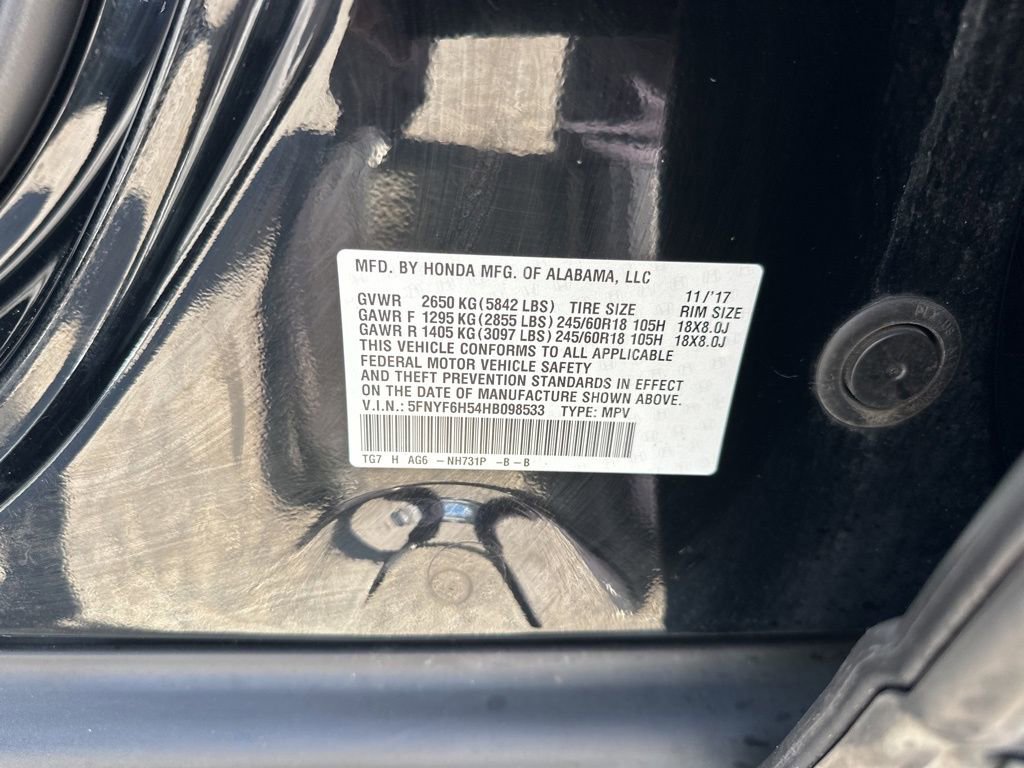 MFD. BY HONDA MFG. OF ALABAMA, LLC
11/'17
GVWR 2650 KG(5842 LBS) TIRE SIZE RIM SIZE
GAWR F 1295 KG(2855 LBS)245/60R18 105H 18X8.0J
GAWR R 1405 KG(3097 LBS)245/60R18 105H 18X8.0J
THIS VEHICLE CONFORMS TO ALL APPLICABLE
FEDERAL MOTOR VEHICLE SAFETY
AND THEFT PREVENTION STANDARDS IN EFFECT
ON THE DATE OF MANUFACTURE SHOWN ABOVE.
V.I.N.: 5FNYF6H54HB098533 TYPE: MPV
TG7 H AG6 -NH731P -B-B